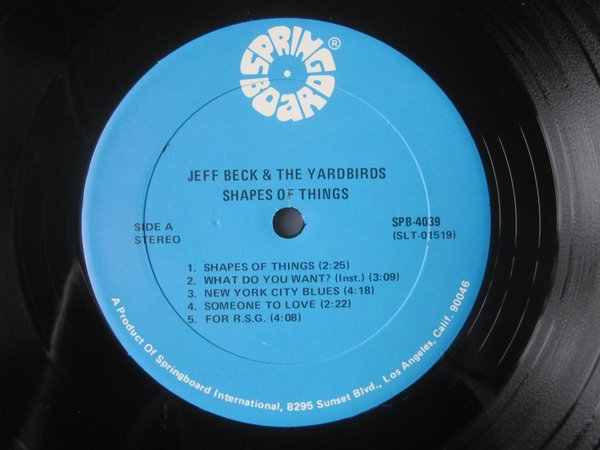 SPRING BOARD®
JEFF BECK & THE YARDBIRDS
SHAPES OF THINGS
SIDE A
STEREO
SPB-4039
(SLT-01519)
1. SHAPES OF THINGS (2:25)
2. WHAT DO YOU WANT? (Inst.) (3:09)
3. NEW YORK CITY BLUES (4:18)
4. SOMEONE TO LOVE (2:22)
5. FOR R.S.G. (4:08)
A Product Of Springboard International, 8295 Sunset Blvd., Los Angeles, Calif. 90046